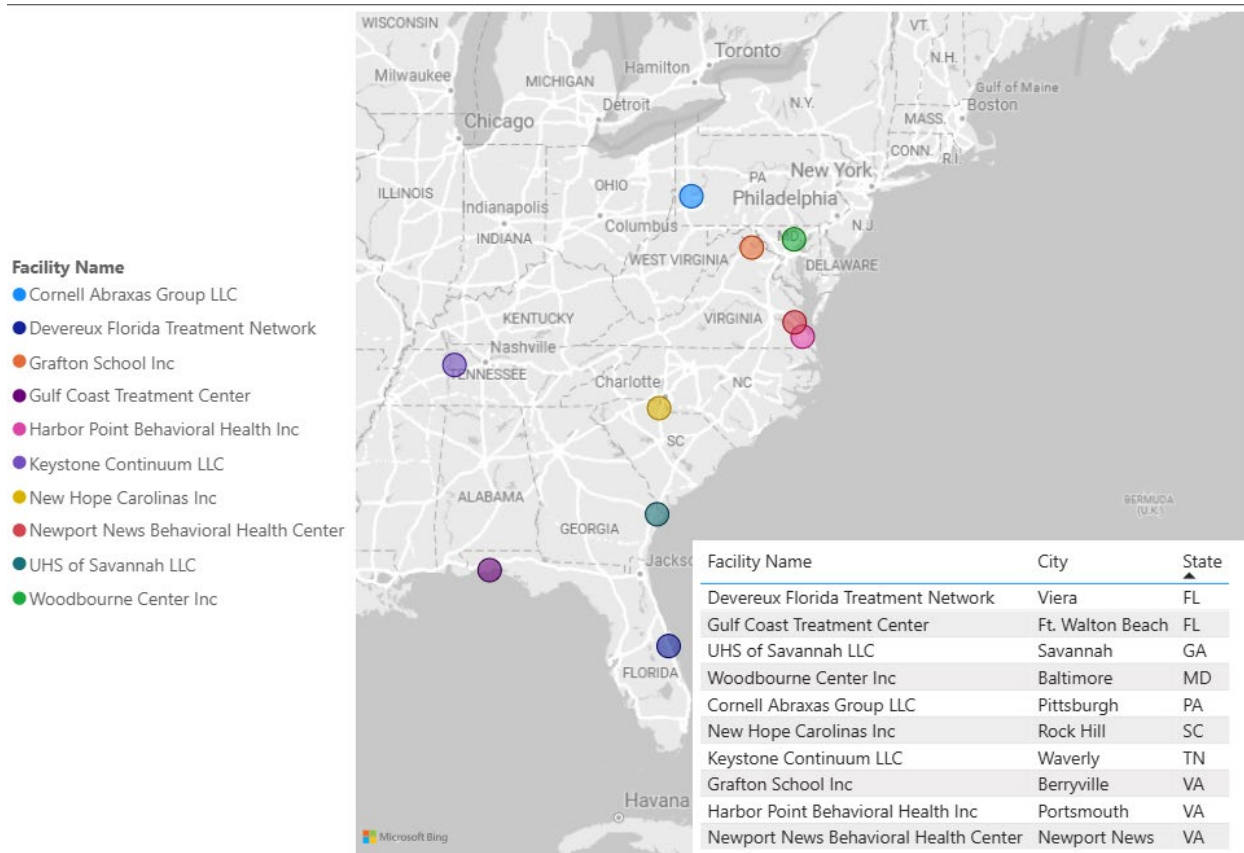 Facility Name
Cornell Abraxas Group LLC
Devereux Florida Treatment Network
Grafton School Inc
Gulf Coast Treatment Center
Harbor Point Behavioral Health Inc
Keystone Continuum LLC
New Hope Carolinas Inc
Newport News Behavioral Health Center
UHS of Savannah LLC
Woodbourne Center Inc
WISCONSIN
VT.
Toronto
N.H.
Hamilton
Milwaukee
MICHIGAN
Gulf of Maine
Detroit
N.Y.
Boston
MASS.
Chicago
CONN.
R.I.
PA
New York
OHIO
ILLINOIS
Philadelphia
Indianapolis
Columbus
N.J.
INDIANA
MD.
WEST VIRGINIA
DELAWARE
KENTUCKY
VIRGINIA
Nashville
TENNESSEE
Charlotte
NC
SC
ALABAMA
BERMUDA
(U.K.)
GEORGIA
Jackso
FLORIDA
Havana
Microsoft Bing
Facility Name City State
Devereux Florida Treatment Network Viera FL
Gulf Coast Treatment Center Ft. Walton Beach FL
UHS of Savannah LLC Savannah GA
Woodbourne Center Inc Baltimore MD
Cornell Abraxas Group LLC Pittsburgh PA
New Hope Carolinas Inc Rock Hill SC
Keystone Continuum LLC Waverly TN
Grafton School Inc Berryville VA
Harbor Point Behavioral Health Inc Portsmouth VA
Newport News Behavioral Health Center Newport News VA